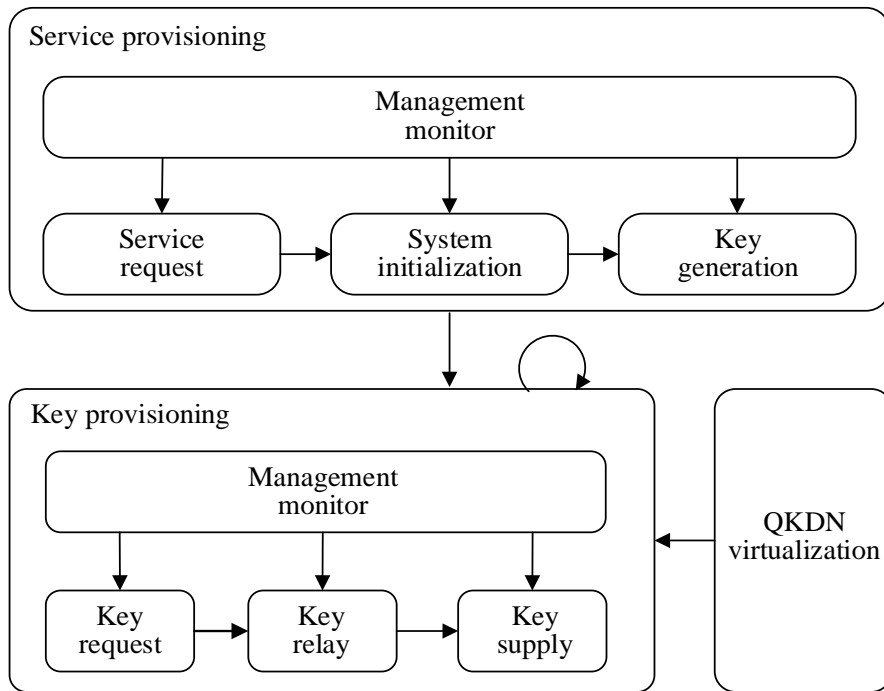 Service provisioning
Management
monitor
Service
request
System
initialization
Key
generation
Key provisioning
Management
monitor
Key
request
Key
relay
Key
supply
QKDN
virtualization